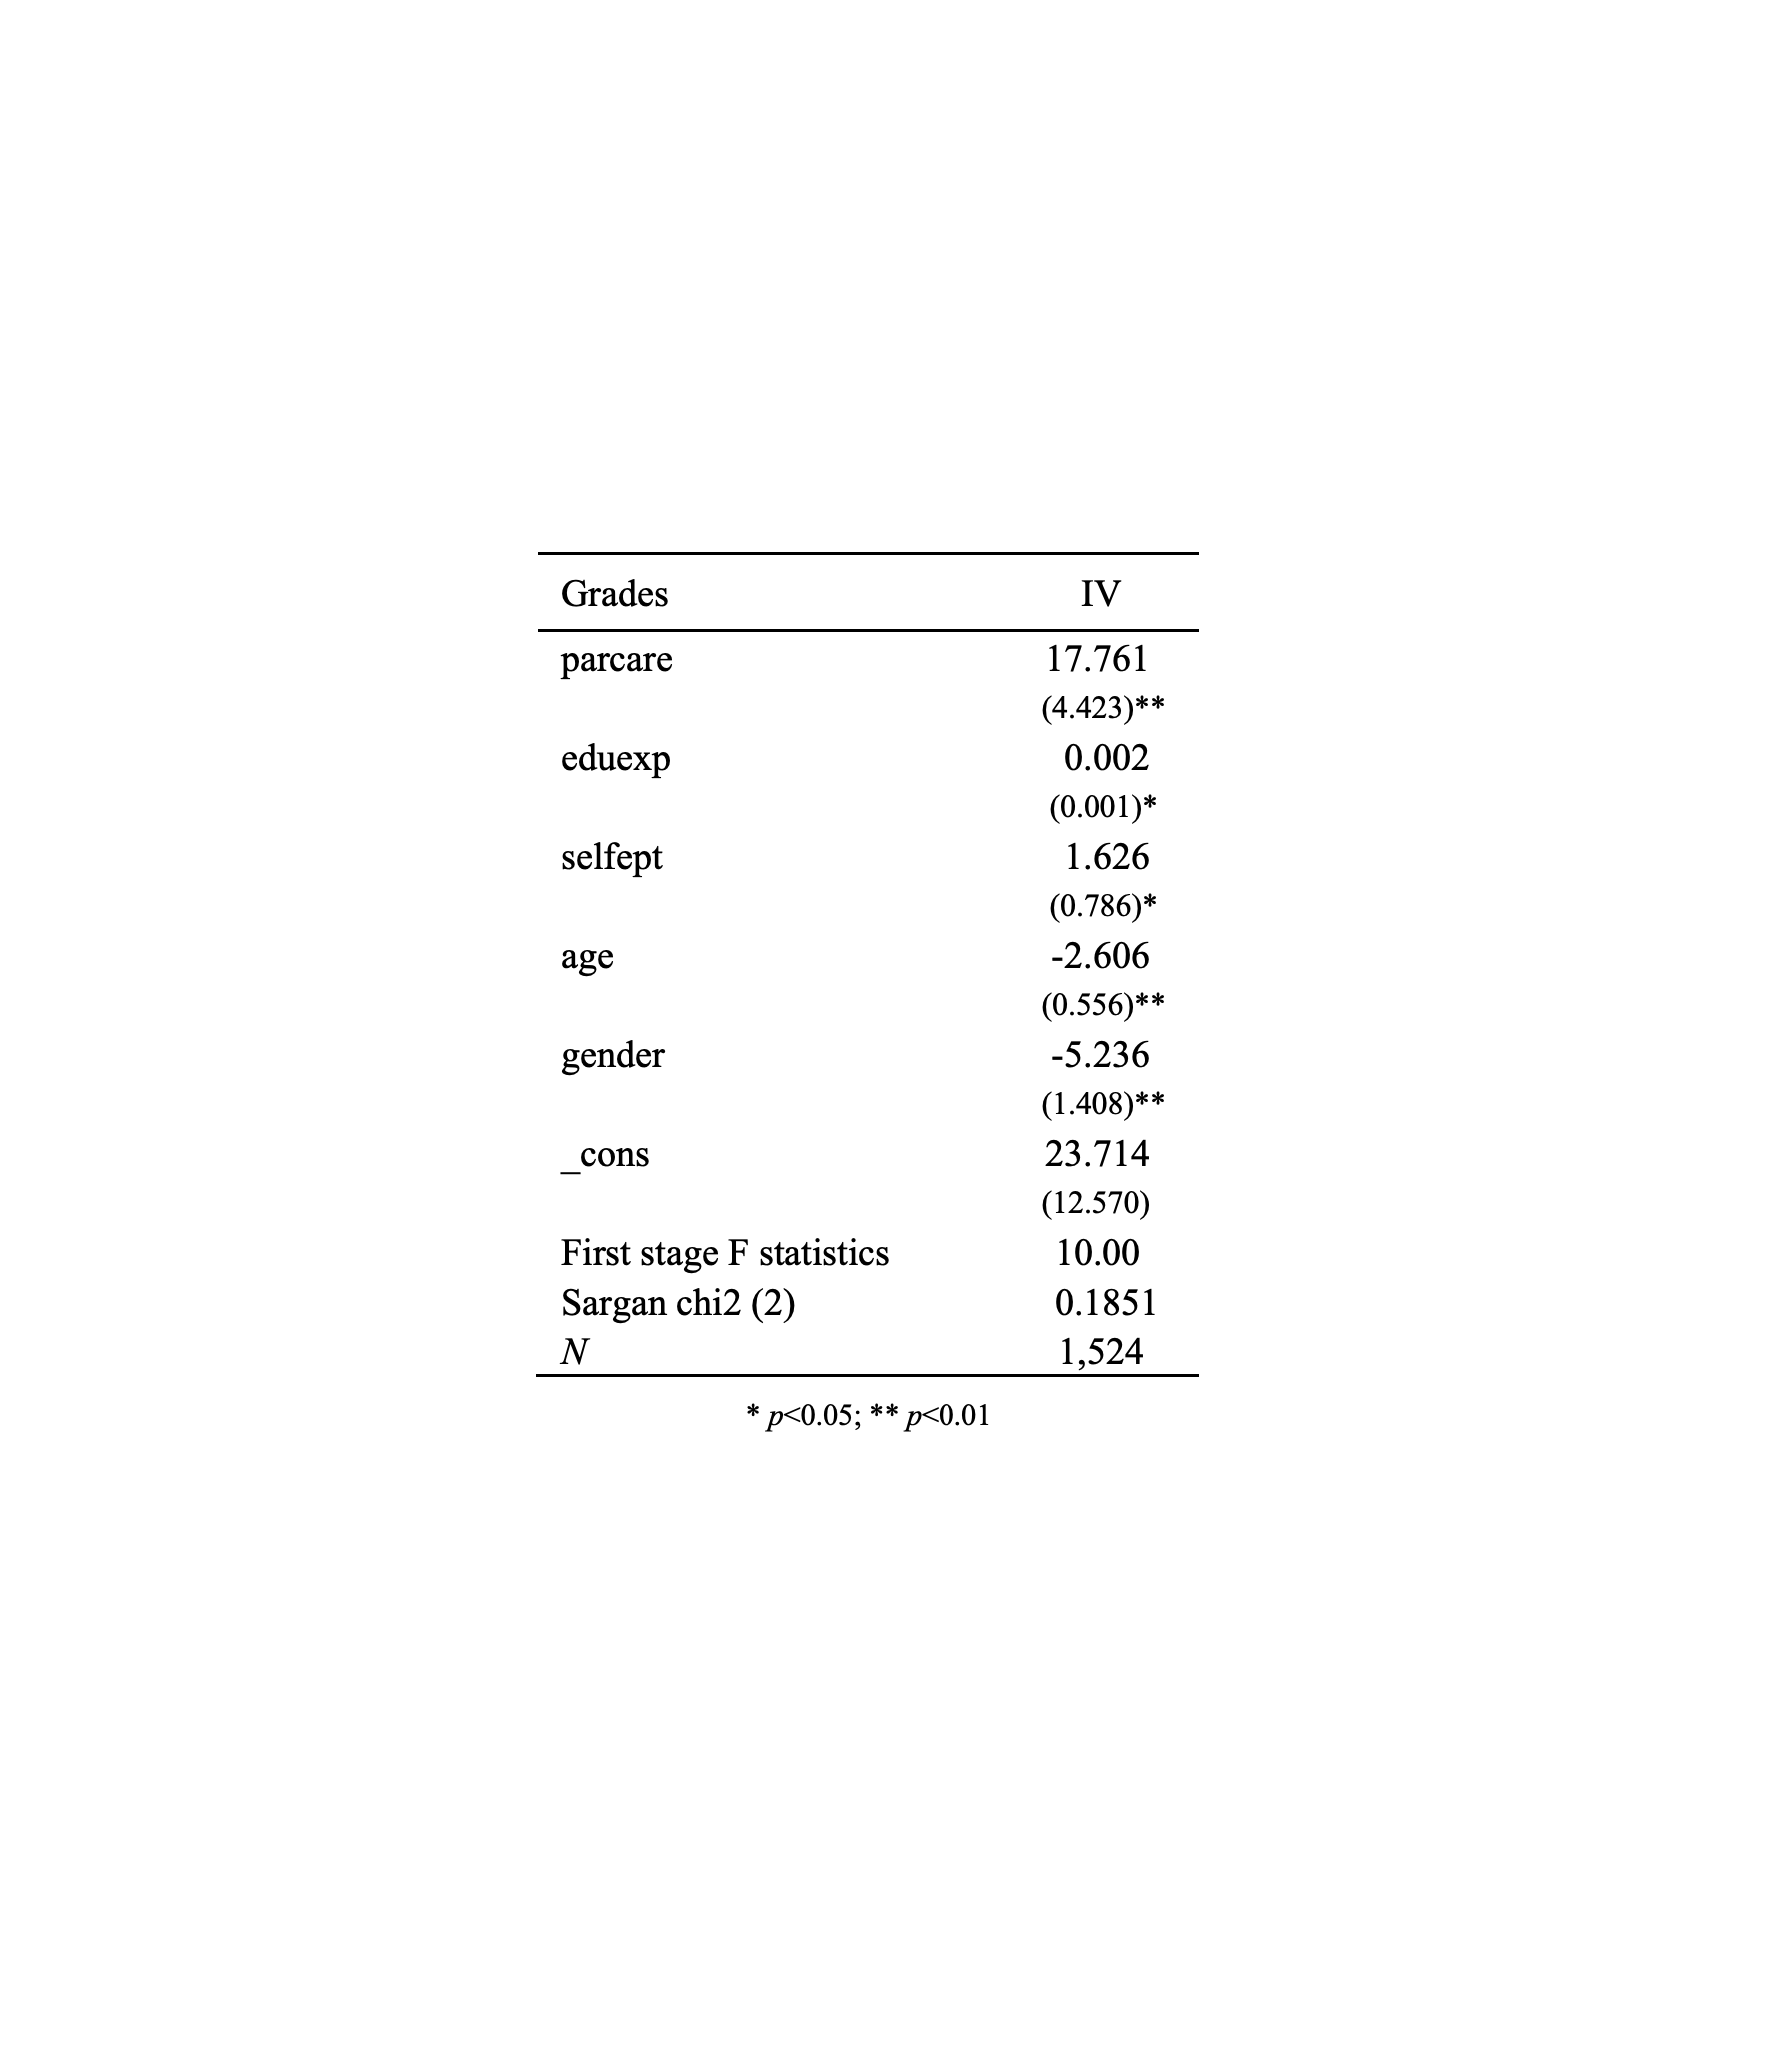 Grades IV
parcare 17.761
(4.423)**
eduexp 0.002
(0.001)*
selfept 1.626
(0.786)*
age -2.606
(0.556)**
gender -5.236
(1.408)**
_cons 23.714
(12.570)
First stage F statistics 10.00
Sargan chi2 (2) 0.1851
N 1,524
* p<0.05; ** p<0.01